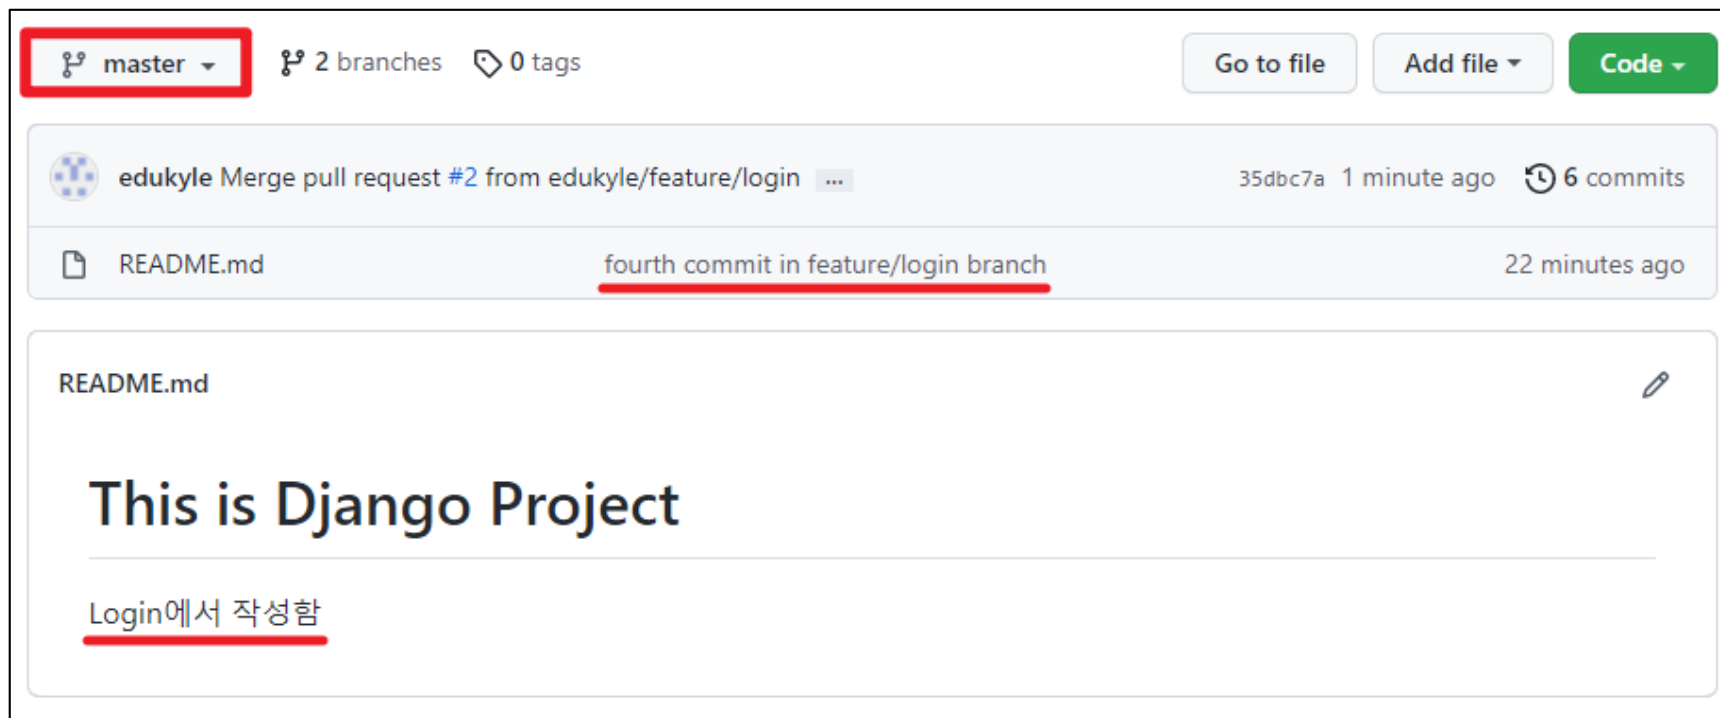 master 2 branches 0 tags Go to file Add file Code
edukyle Merge pull request #2 from edukyle/feature/login ... 35dbc7a 1 minute ago 6 commits
README.md fourth commit in feature/login branch 22 minutes ago
README.md
This is Django Project
Login에서 작성함